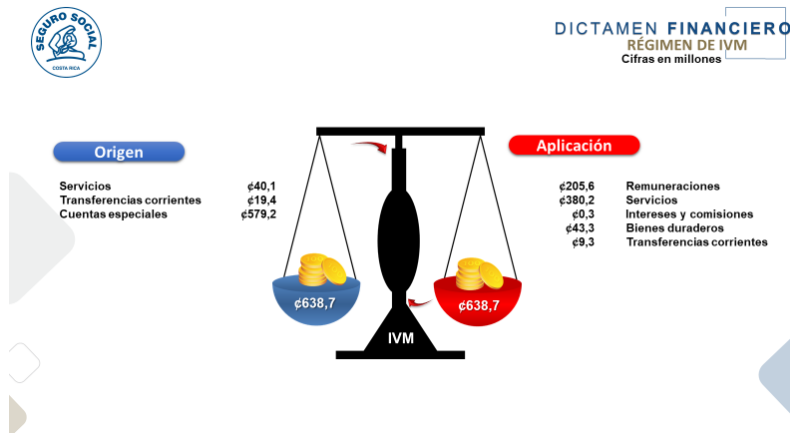 SEGURO SOCIAL
COSTA RICA
DICTAMEN FINANCIERO
RÉGIMEN DE IVM
Cifras en millones
Origen
Servicios ₡40,1
Transferencias corrientes ₡19,4
Cuentas especiales ₡579,2
Aplicación
₡205,6 Remuneraciones
₡380,2 Servicios
₡0,3 Intereses y comisiones
₡43,3 Bienes duraderos
₡9,3 Transferencias corrientes
₡638,7
₡638,7
IVM